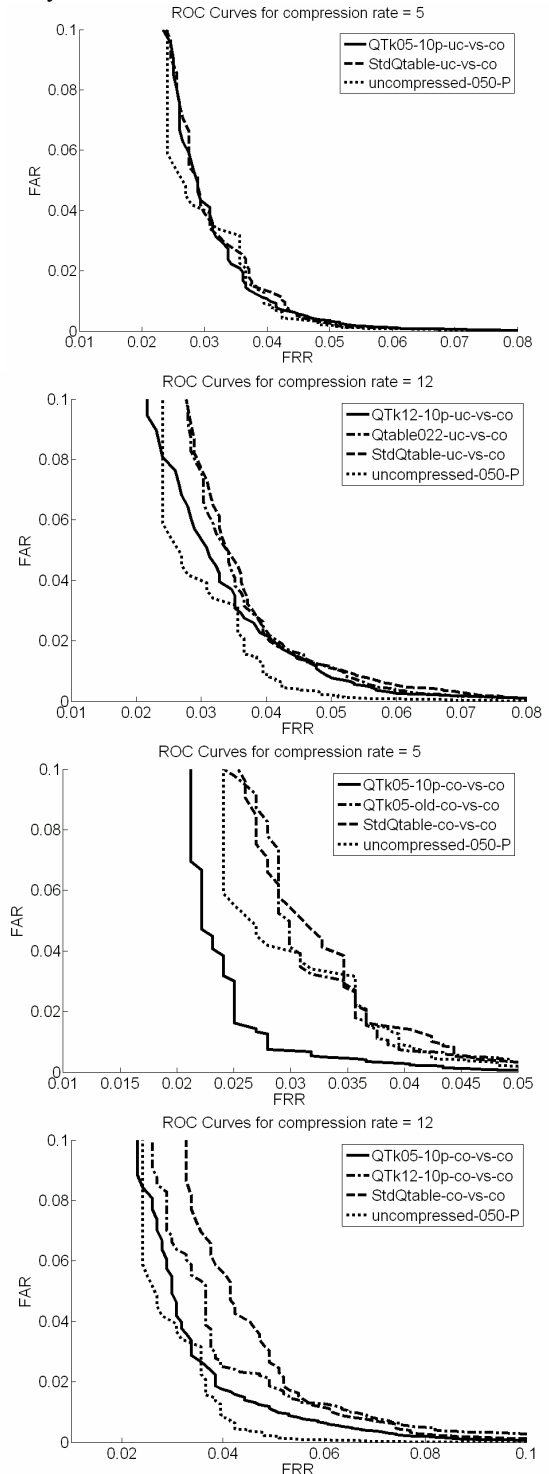 ROC Curves for compression rate = 5
QTk05-10p-uc-vs-co
StdQtable-uc-vs-co
uncompressed-050-P
0.1
0.08
0.06
0.04
0.02
0
FAR
0.01 0.02 0.03 0.04 0.05 0.06 0.07 0.08
FRR
ROC Curves for compression rate = 12
QTk12-10p-uc-vs-co
Qtable022-uc-vs-co
StdQtable-uc-vs-co
uncompressed-050-P
0.1
0.08
0.06
0.04
0.02
0
FAR
0.01 0.02 0.03 0.04 0.05 0.06 0.07 0.08
FRR
ROC Curves for compression rate = 5
QTk05-10p-co-vs-co
QTk05-old-co-vs-co
StdQtable-co-vs-co
uncompressed-050-P
0.1
0.08
0.06
0.04
0.02
0
FAR
0.01 0.015 0.02 0.025 0.03 0.035 0.04 0.045 0.05
FRR
ROC Curves for compression rate = 12
QTk05-10p-co-vs-co
QTk12-10p-co-vs-co
StdQtable-co-vs-co
uncompressed-050-P
0.1
0.08
0.06
0.04
0.02
0
FAR
0.02 0.04 0.06 0.08 0.1
FRR